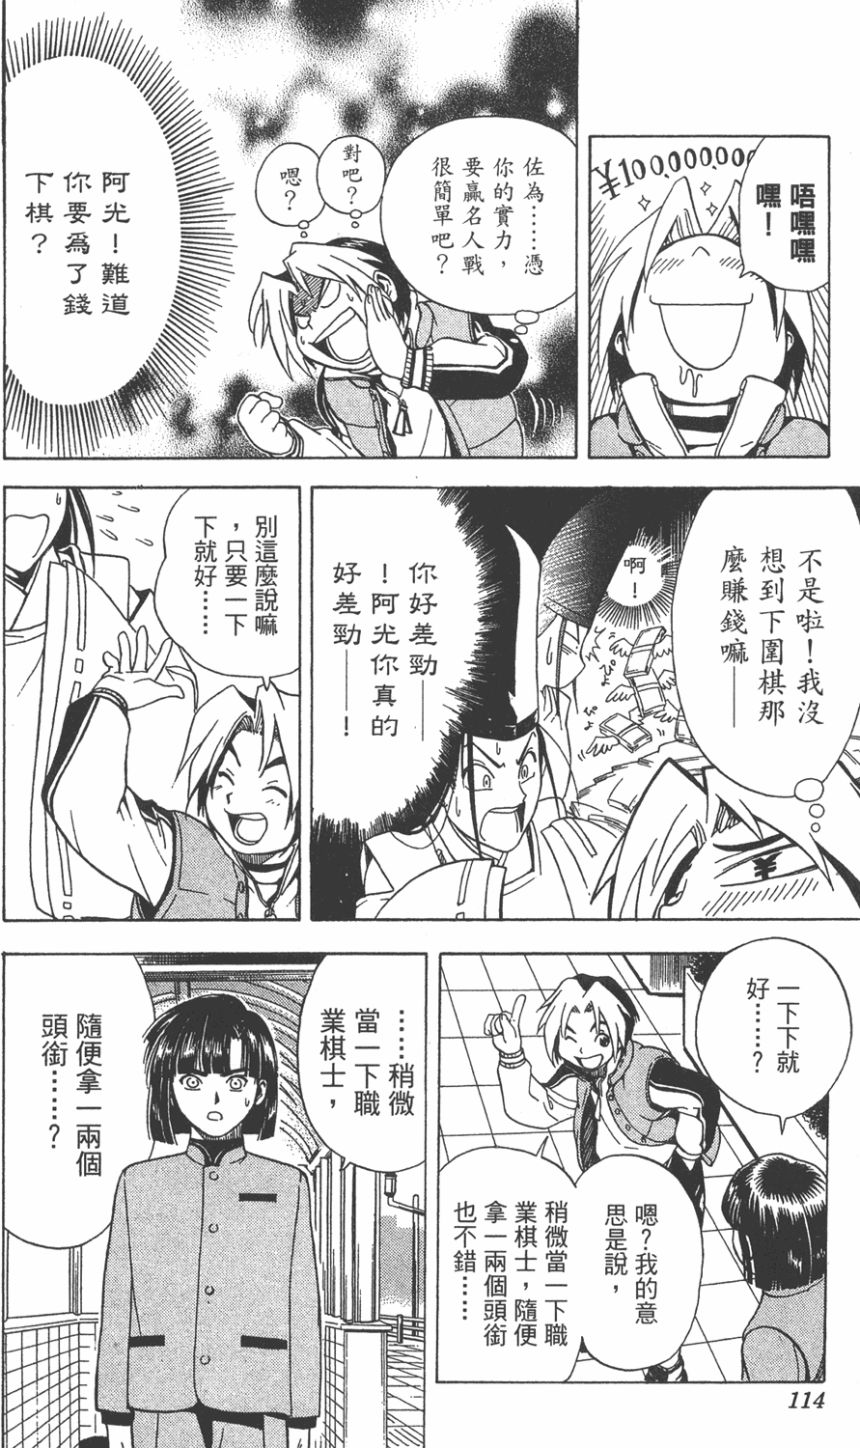 ¥100,000,000
唔嘿嘿
嘿！
佐為……憑
你的實力，
要贏名人戰
很簡單吧？
對吧？
嗯？
阿光！難道
你要為了錢
下棋？
不是啦！我沒
想到下圍棋那
麼賺錢嘛——
啊！
你好差勁——
！阿光你真的
好差勁——！
別這麼說嘛
，只要一下
下就好……
一下下就
好……？
嗯？我的意
思是說，
稍微當一下職
業棋士，隨便
拿一兩個頭銜
也不錯……
……稍微
當一下職
業棋士，
隨便拿一兩個
頭銜……？
114